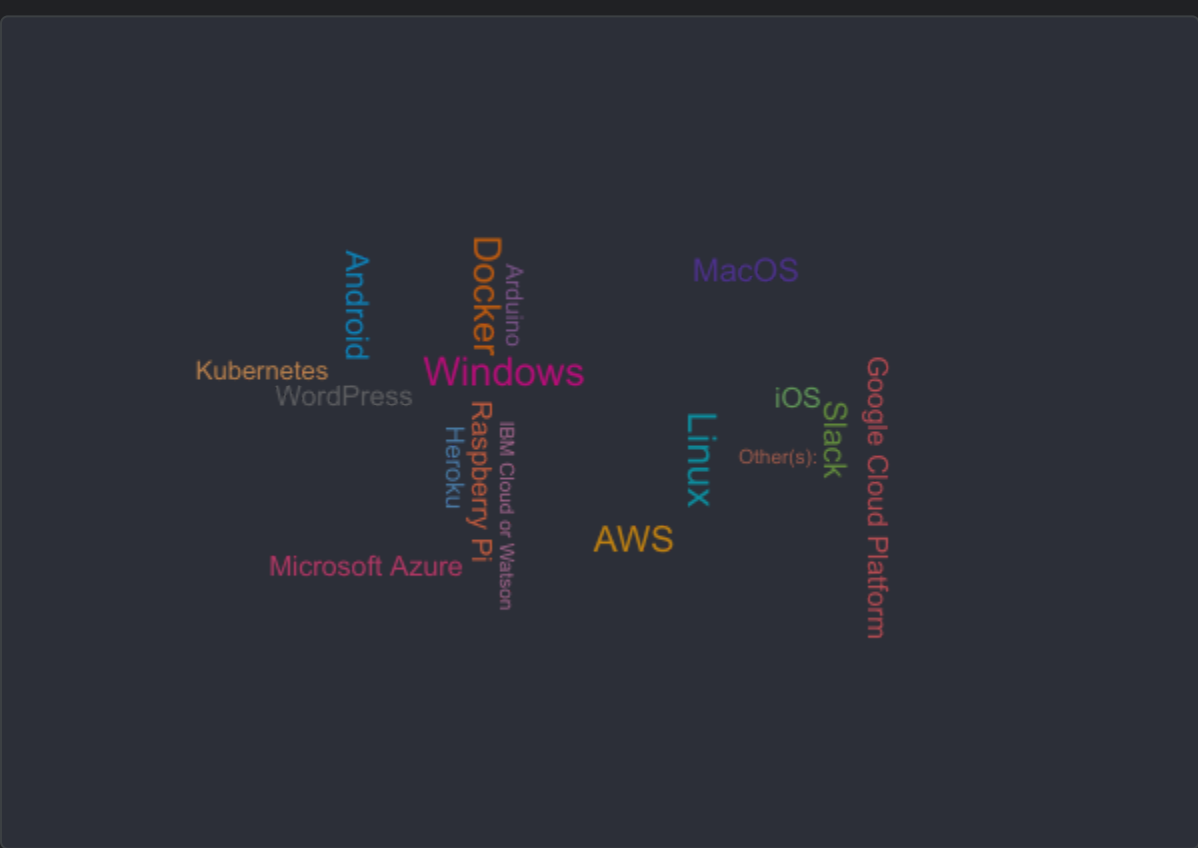 Docker
Android
MacOS
Arduino
Windows
Kubernetes
Google Cloud Platform
WordPress
iOS
Raspberry Pi
Slack
Linux
IBM Cloud or Watson
Heroku
Other(s):
AWS
Microsoft Azure